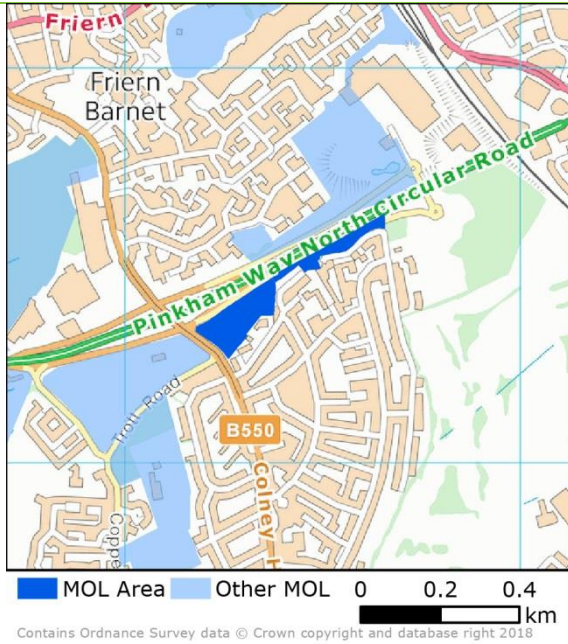 Friern
Friern
Barnet
Pinkham Way North Circular Road
Trott Road
B550
Colney H
Coppe
MOL Area Other MOL 0 0.2 0.4
km
Contains Ordnance Survey data © Crown copyright and database right 2018